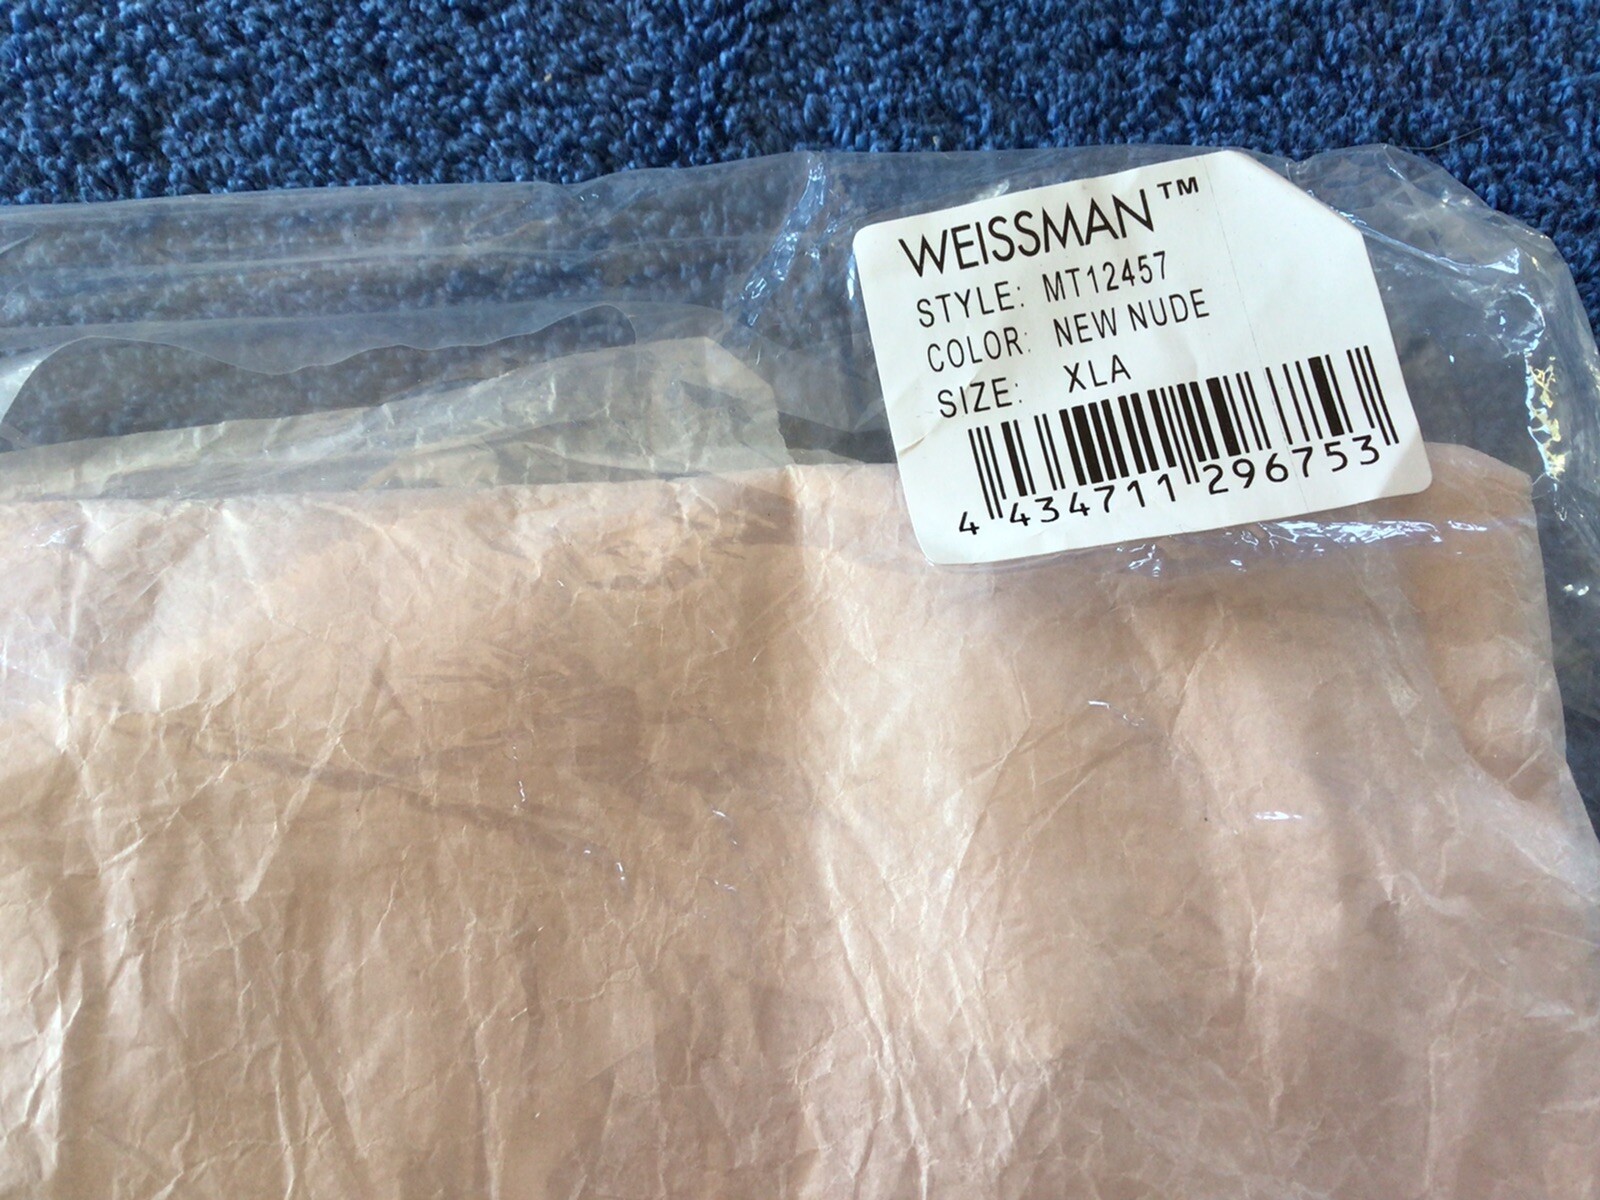 WEISSMAN™
STYLE: MT12457
COLOR: NEW NUDE
SIZE: XLA
4 434711 296753